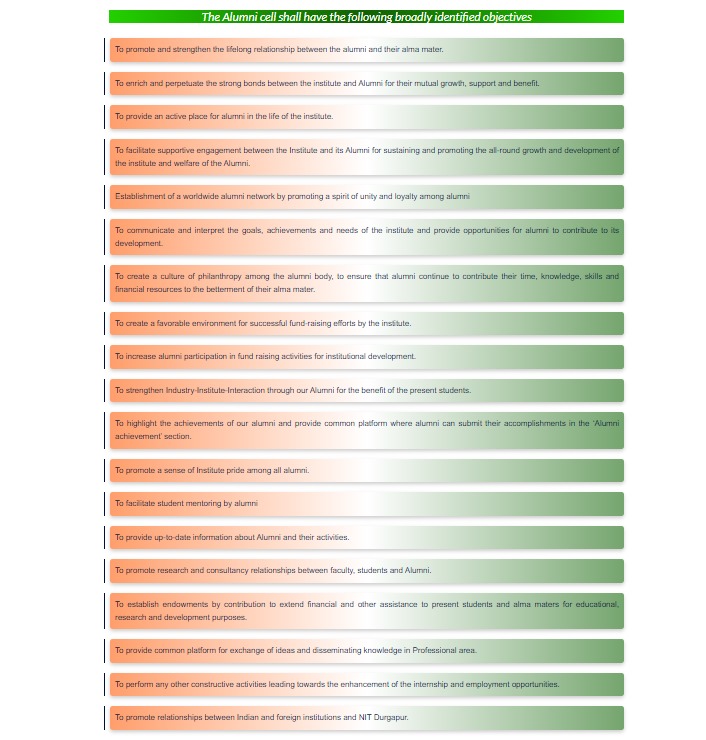 The Alumni cell shall have the following broadly identified objectives
To promote and strengthen the lifelong relationship between the alumni and their alma mater.
To enrich and perpetuate the strong bonds between the institute and Alumni for their mutual growth, support and benefit.
To provide an active place for alumni in the life of the institute.
To facilitate supportive engagement between the Institute and its Alumni for sustaining and promoting the all-round growth and development of
the institute and welfare of the Alumni.
Establishment of a worldwide alumni network by promoting a spirit of unity and loyalty among alumni
To communicate and interpret the goals, achievements and needs of the institute and provide opportunities for alumni to contribute to its
development.
To create a culture of philanthropy among the alumni body, to ensure that alumni continue to contribute their time, knowledge, skills and
financial resources to the betterment of their alma mater.
To create a favorable environment for successful fund-raising efforts by the institute.
To increase alumni participation in fund raising activities for institutional development.
To strengthen Industry-Institute-Interaction through our Alumni for the benefit of the present students.
To highlight the achievements of our alumni and provide common platform where alumni can submit their accomplishments in the 'Alumni
achievement' section.
To promote a sense of Institute pride among all alumni.
To facilitate student mentoring by alumni
To provide up-to-date information about Alumni and their activities.
To promote research and consultancy relationships between faculty, students and Alumni.
To establish endowments by contribution to extend financial and other assistance to present students and alma maters for educational,
research and development purposes.
To provide common platform for exchange of ideas and disseminating knowledge in Professional area.
To perform any other constructive activities leading towards the enhancement of the internship and employment opportunities.
To promote relationships between Indian and foreign institutions and NIT Durgapur.